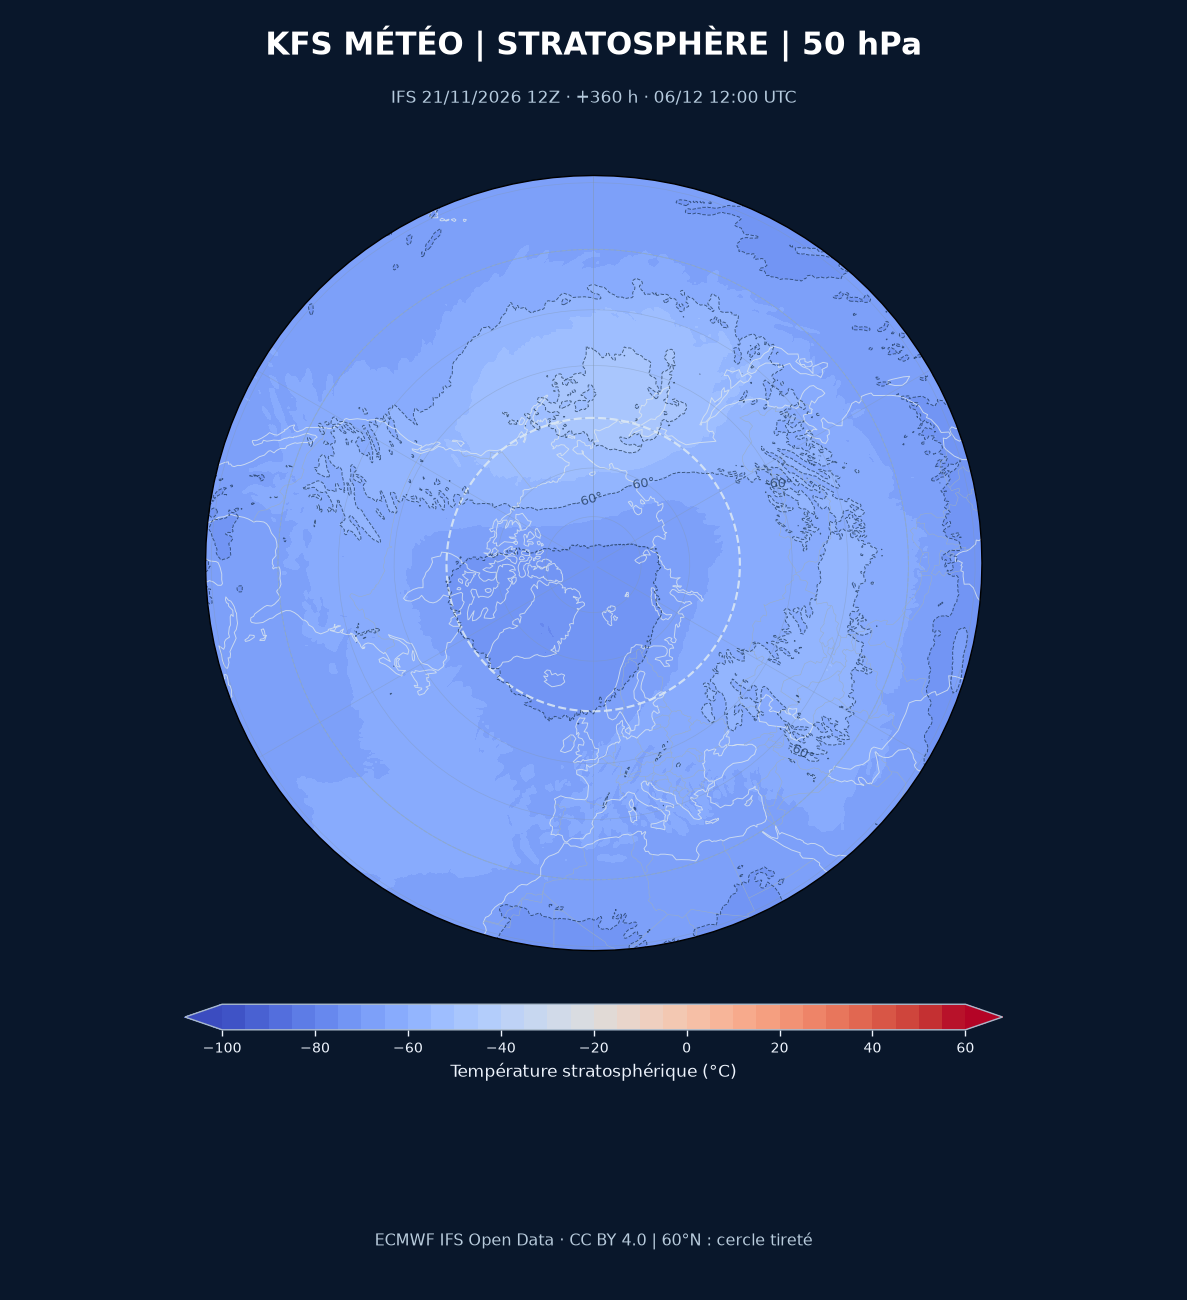 KFS MÉTÉO | STRATOSPHÈRE | 50 hPa
IFS 21/11/2026 12Z · +360 h · 06/12 12:00 UTC
60°
60°
60°
60°
−100 −80 −60 −40 −20 0 20 40 60
Température stratosphérique (°C)
ECMWF IFS Open Data · CC BY 4.0 | 60°N : cercle tireté